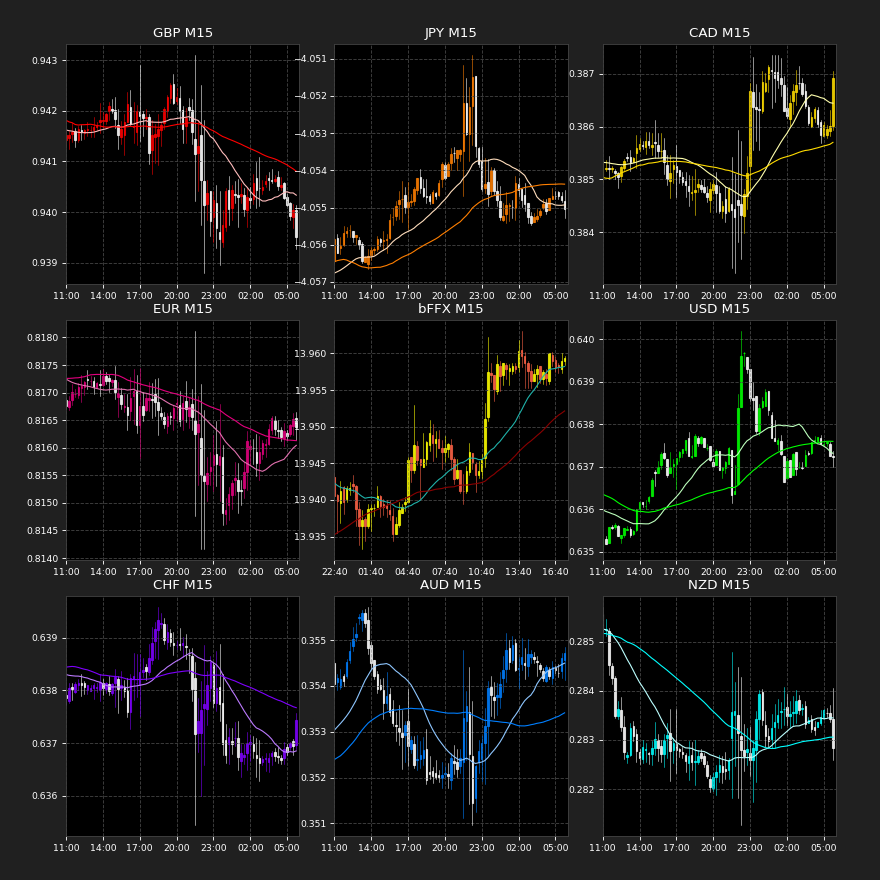 GBP M15
JPY M15
CAD M15
0.943
0.942
0.941
0.940
0.939
−4.051
−4.052
−4.053
−4.054
−4.055
−4.056
−4.057
0.387
0.386
0.385
0.384
11:00 14:00 17:00 20:00 23:00 02:00 05:00
11:00 14:00 17:00 20:00 23:00 02:00 05:00
11:00 14:00 17:00 20:00 23:00 02:00 05:00
EUR M15
bFFX M15
USD M15
0.8180
0.8175
0.8170
0.8165
0.8160
0.8155
0.8150
0.8145
0.8140
13.960
13.955
13.950
13.945
13.940
13.935
0.640
0.639
0.638
0.637
0.636
0.635
11:00 14:00 17:00 20:00 23:00 02:00 05:00
22:40 01:40 04:40 07:40 10:40 13:40 16:40
11:00 14:00 17:00 20:00 23:00 02:00 05:00
CHF M15
AUD M15
NZD M15
0.639
0.638
0.637
0.636
0.355
0.354
0.353
0.352
0.351
0.285
0.284
0.283
0.282
11:00 14:00 17:00 20:00 23:00 02:00 05:00
11:00 14:00 17:00 20:00 23:00 02:00 05:00
11:00 14:00 17:00 20:00 23:00 02:00 05:00